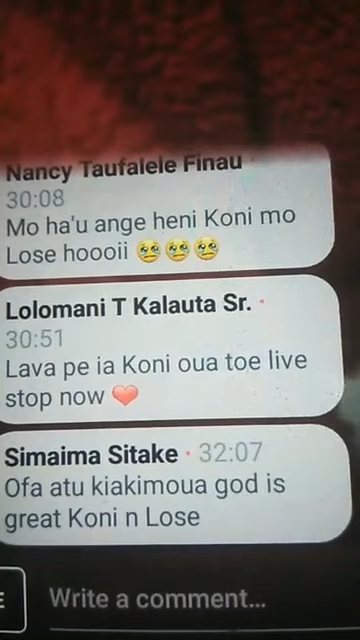 Nancy Taufalele Finau
30:08
Mo ha'u ange heni Koni mo
Lose hoooii 🥹🥹🥹
Lolomani T Kalauta Sr. ·
30:51
Lava pe ia Koni oua toe live
stop now ❤️
Simaima Sitake · 32:07
Ofa atu kiakimoua god is
great Koni n Lose
E
Write a comment...